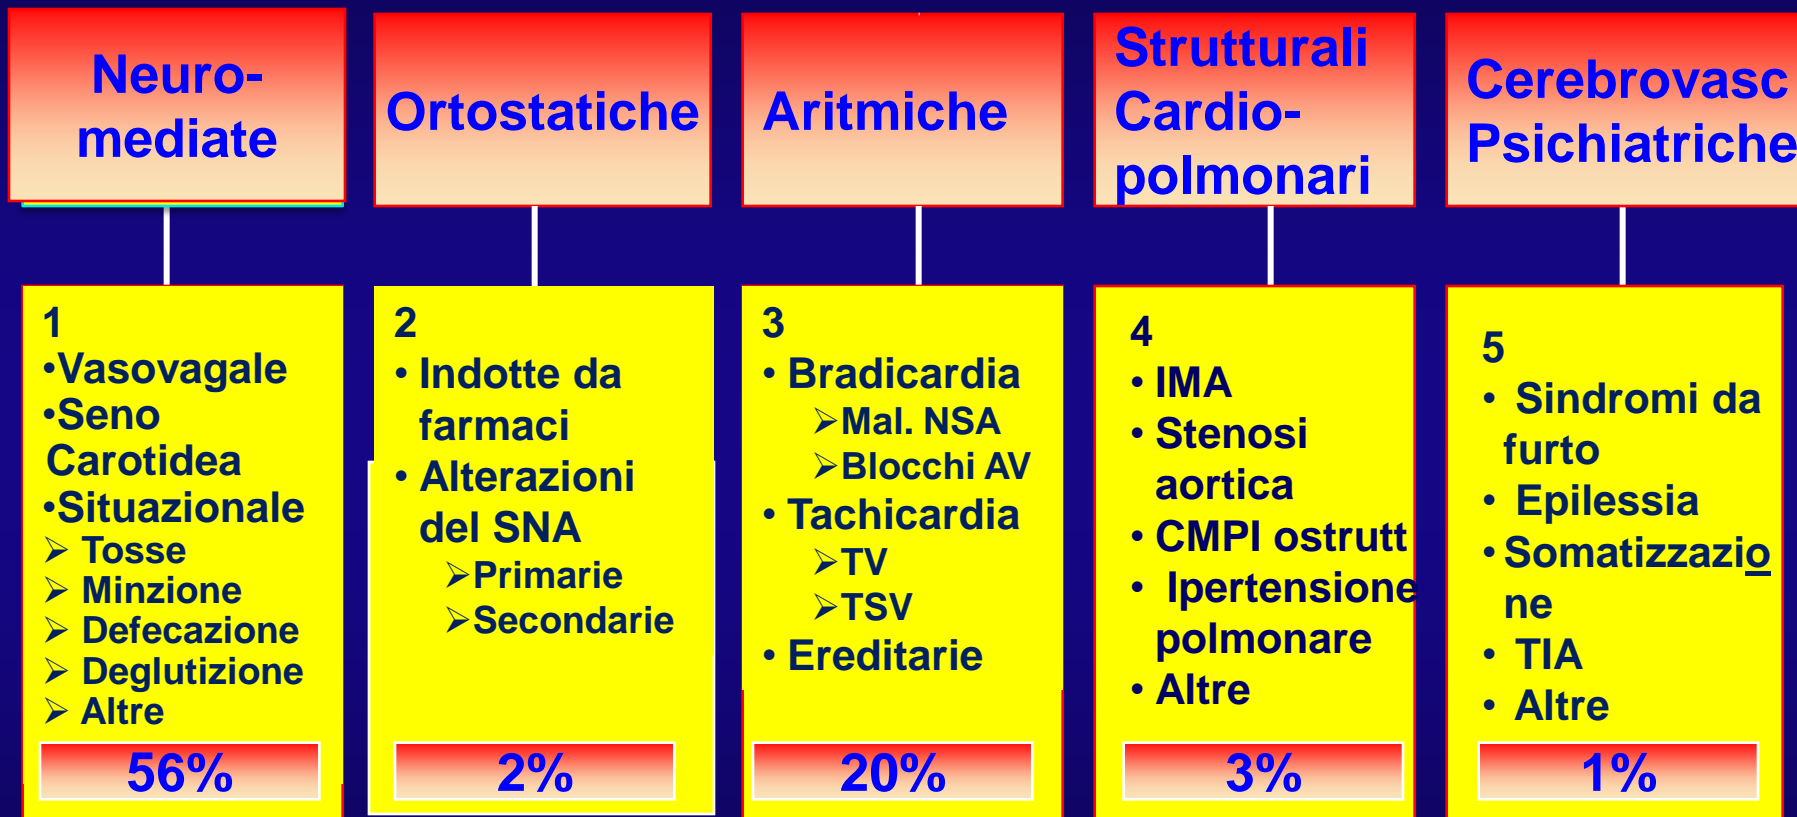 Neuro-
mediate
Ortostatiche
Aritmiche
Strutturali
Cardio-
polmonari
Cerebrovasc
Psichiatriche
1
•Vasovagale
•Seno
Carotidea
•Situazionale
➢ Tosse
➢ Minzione
➢ Defecazione
➢ Deglutizione
➢ Altre
56%
2
• Indotte da
farmaci
• Alterazioni
del SNA
➢Primarie
➢Secondarie
2%
3
• Bradicardia
➢Mal. NSA
➢Blocchi AV
• Tachicardia
➢TV
➢TSV
• Ereditarie
20%
4
• IMA
• Stenosi
aortica
• CMPI ostrutt
• Ipertensione
polmonare
• Altre
3%
5
• Sindromi da
furto
• Epilessia
• Somatizzazio
ne
• TIA
• Altre
1%